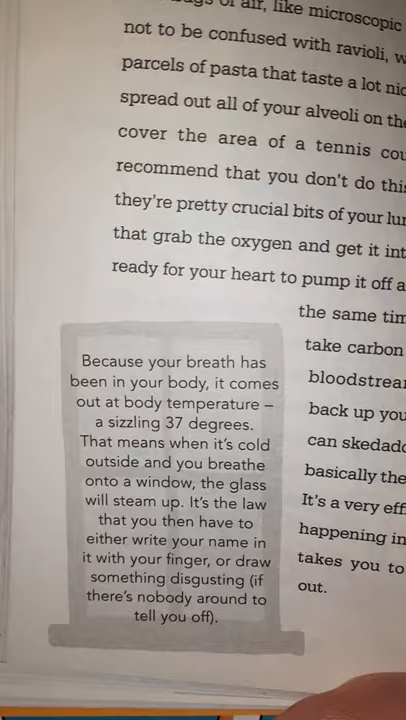 of air, like microscopic
not to be confused with ravioli,
parcels of pasta that taste a lot
spread out all of your alveoli on
cover the area of a tennis
recommend that you don't do
they're pretty crucial bits of your
that grab the oxygen and get it
ready for your heart to pump it off
the same
take carbon
back up
can
basically
It's a very
happening in
takes you to
out.
Because your breath has
been in your body, it comes
out at body temperature –
a sizzling 37 degrees.
That means when it's cold
outside and you breathe
onto a window, the glass
will steam up. It's the law
that you then have to
either write your name in
it with your finger, or draw
something disgusting (if
there's nobody around to
tell you off).